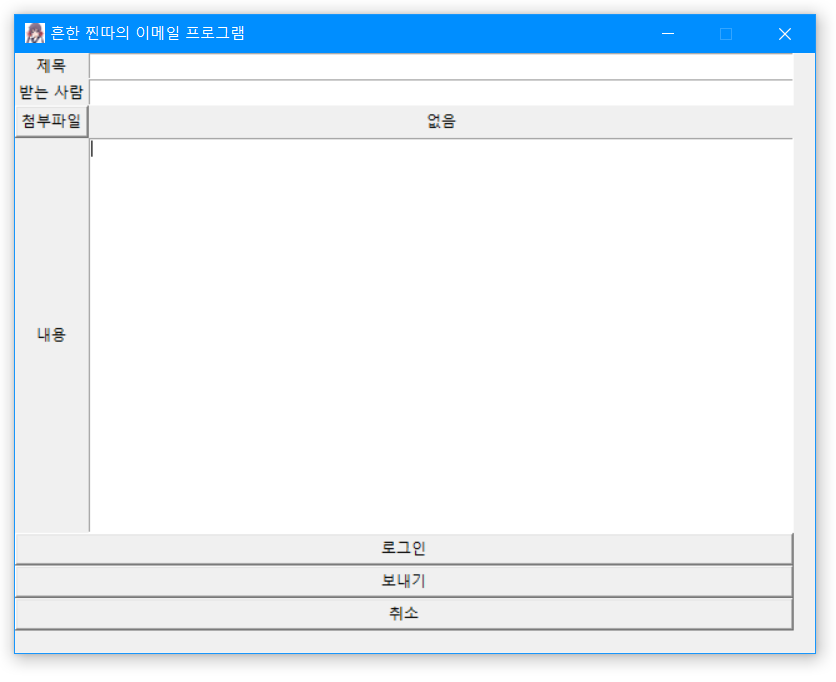 흔한 찐따의 이메일 프로그램
제목
받는 사람
첨부파일 없음
내용
로그인
보내기
취소